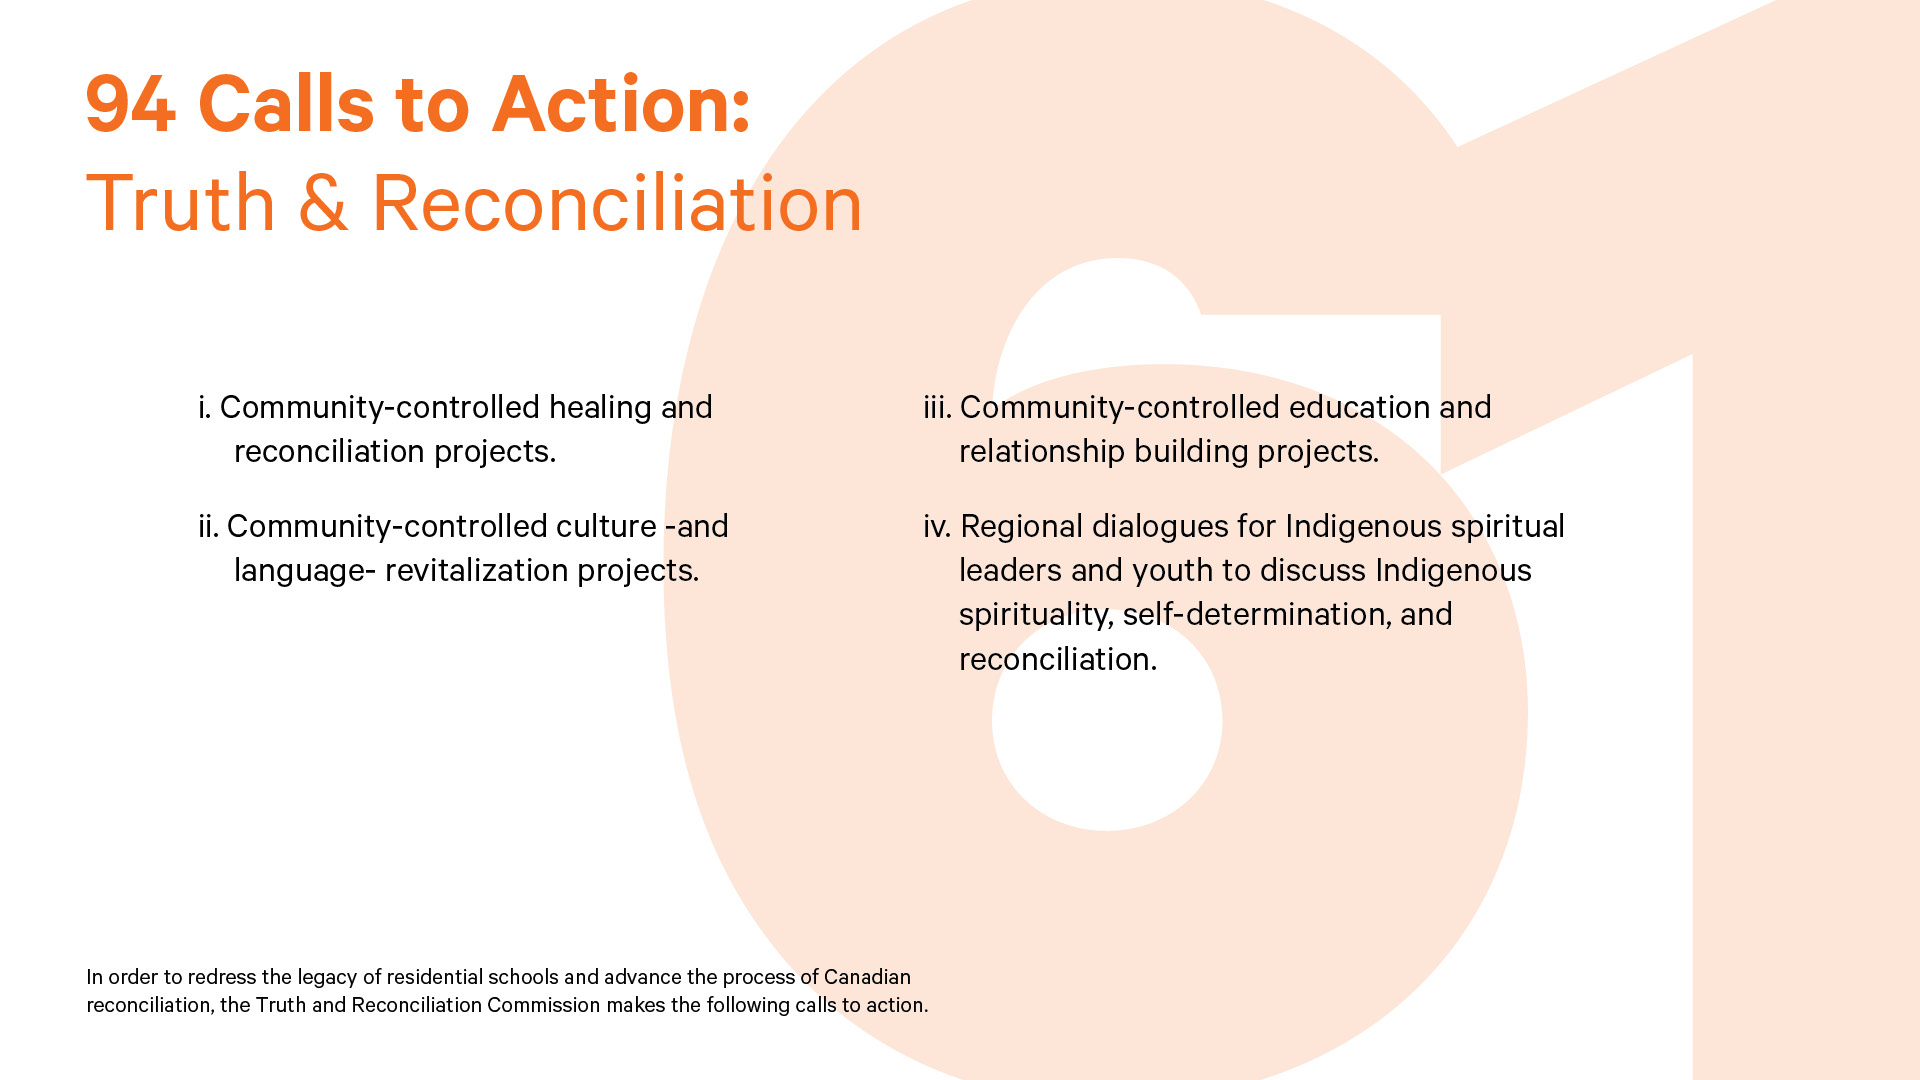 94 Calls to Action:
Truth & Reconciliation
61
i. Community-controlled healing and
reconciliation projects.
ii. Community-controlled culture -and
language- revitalization projects.
iii. Community-controlled education and
relationship building projects.
iv. Regional dialogues for Indigenous spiritual
leaders and youth to discuss Indigenous
spirituality, self-determination, and
reconciliation.
In order to redress the legacy of residential schools and advance the process of Canadian
reconciliation, the Truth and Reconciliation Commission makes the following calls to action.